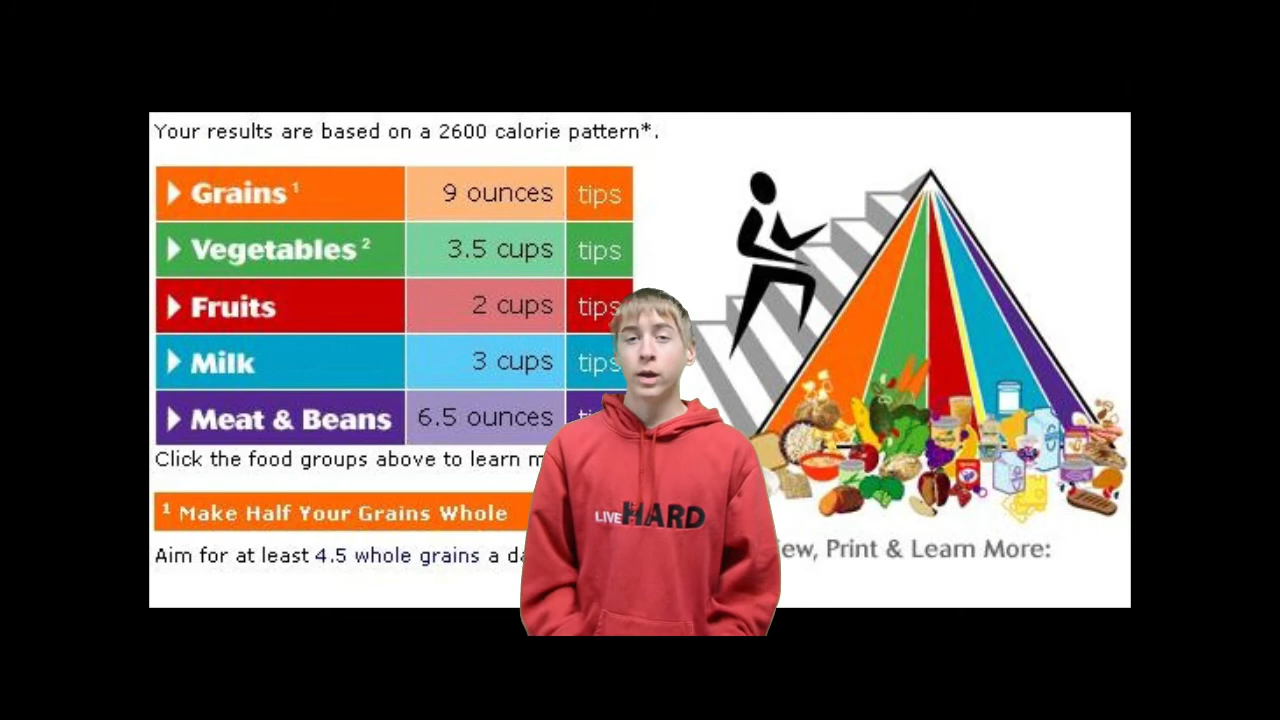 Your results are based on a 2600 calorie pattern*.
Grains¹ 9 ounces tips
Vegetables² 3.5 cups tips
Fruits 2 cups tips
Milk 3 cups tips
Meat & Beans 6.5 ounces
Click the food groups above to learn
¹ Make Half Your Grains Whole
Aim for at least 4.5 whole grains a
LIVE HARD
Print & Learn More: